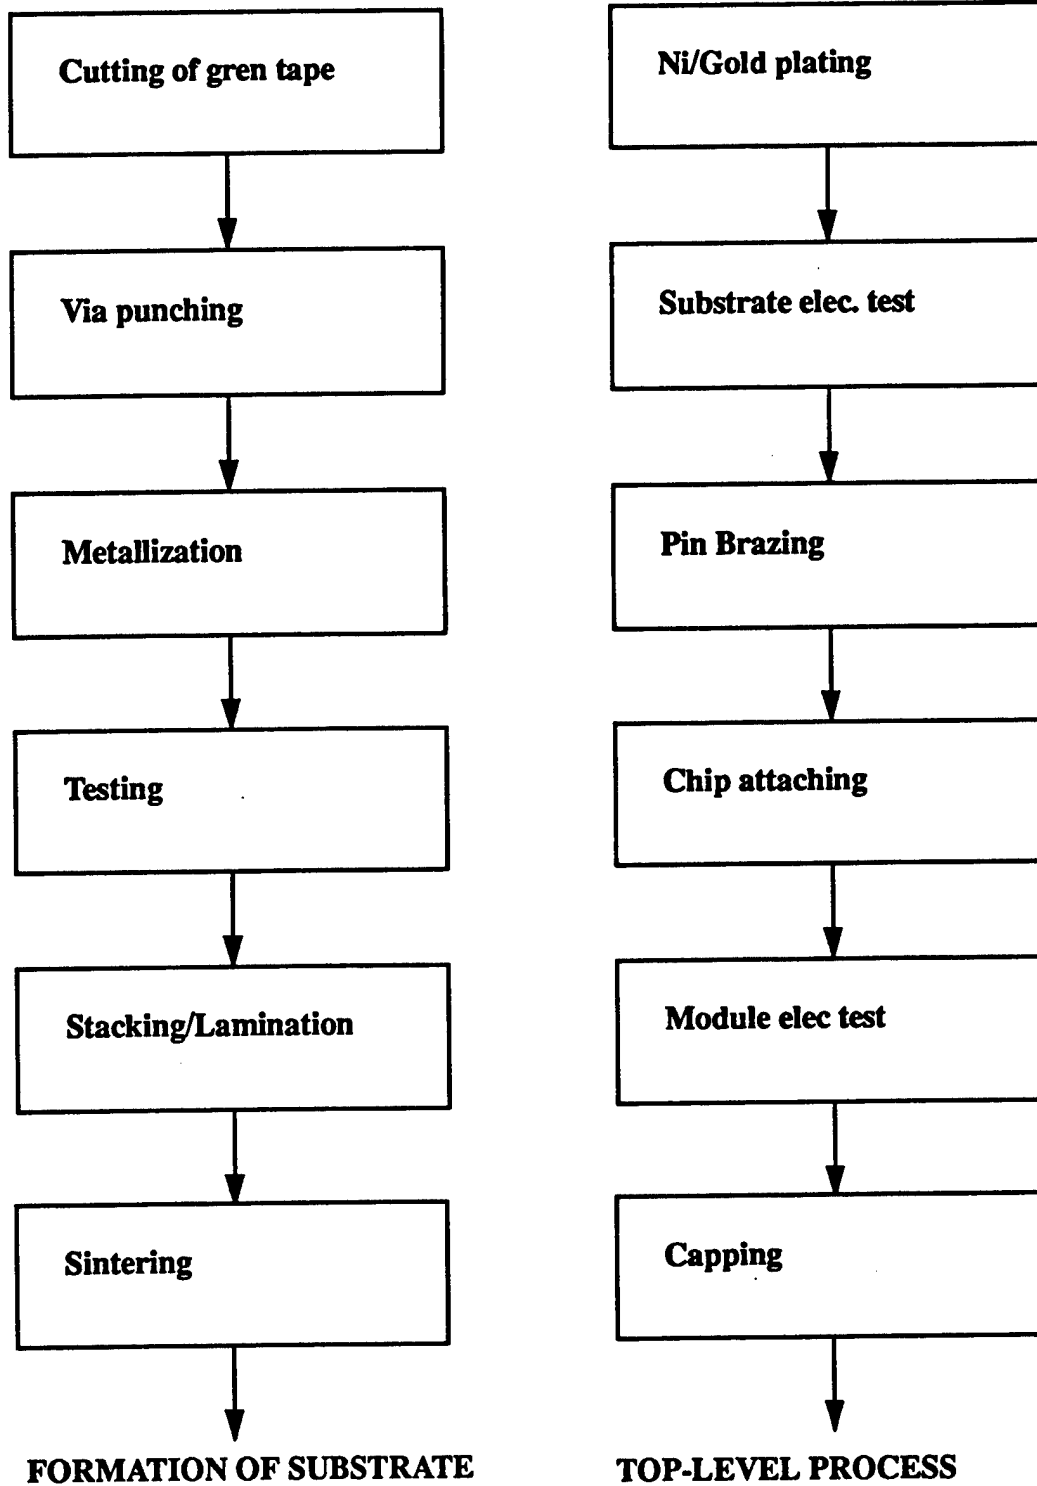 Cutting of gren tape
Via punching
Metallization
Testing
Stacking/Lamination
Sintering
FORMATION OF SUBSTRATE
Ni/Gold plating
Substrate elec. test
Pin Brazing
Chip attaching
Module elec test
Capping
TOP-LEVEL PROCESS